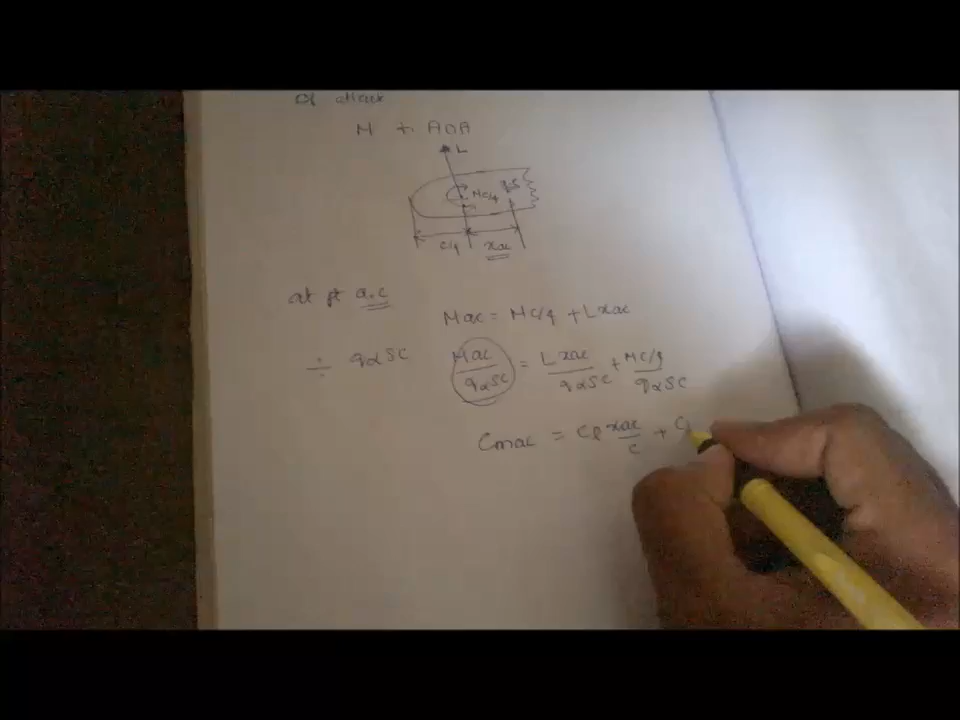 Of attack
M ÷ AOA
L
Mc/4
c/4 xac
at pt a.c
Mac = Mc/4 + Lxac
÷ q∞SC Mac/q∞SC = Lxac/q∞SC + Mc/4/q∞SC
Cmac = Cl xac/c + C